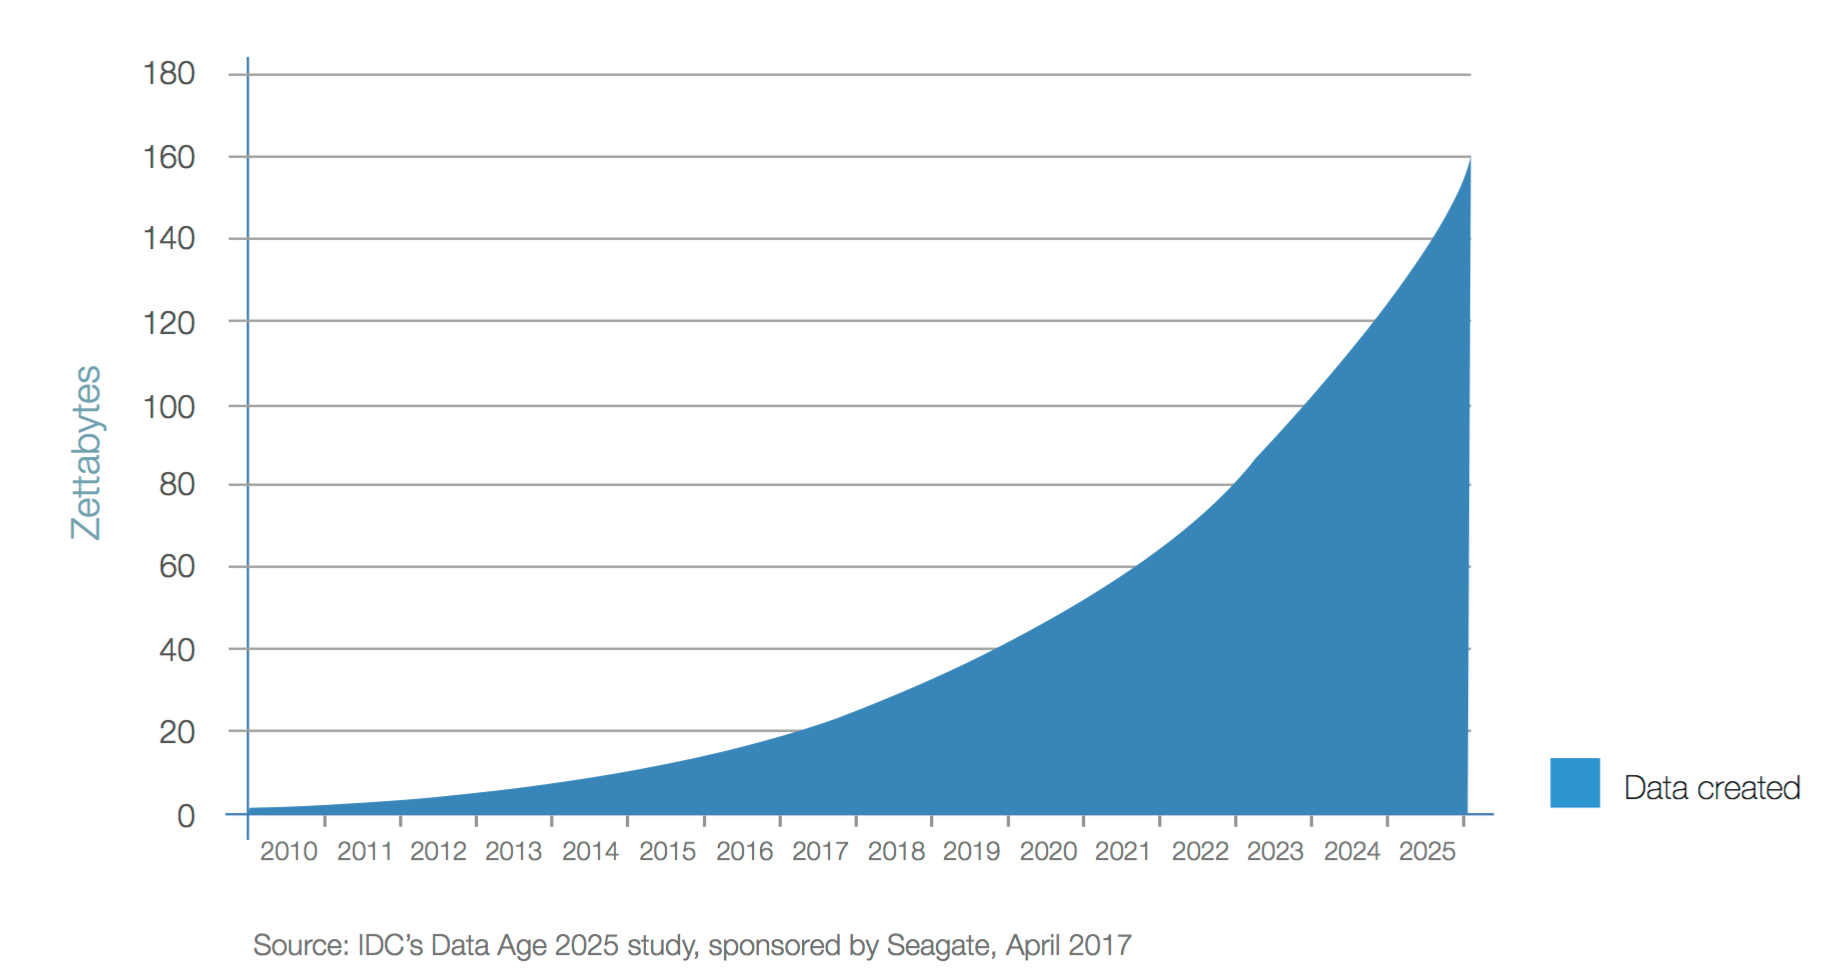 180
160
140
120
100
80
60
40
20
0
Zettabytes
2010 2011 2012 2013 2014 2015 2016 2017 2018 2019 2020 2021 2022 2023 2024 2025
Data created
Source: IDC’s Data Age 2025 study, sponsored by Seagate, April 2017